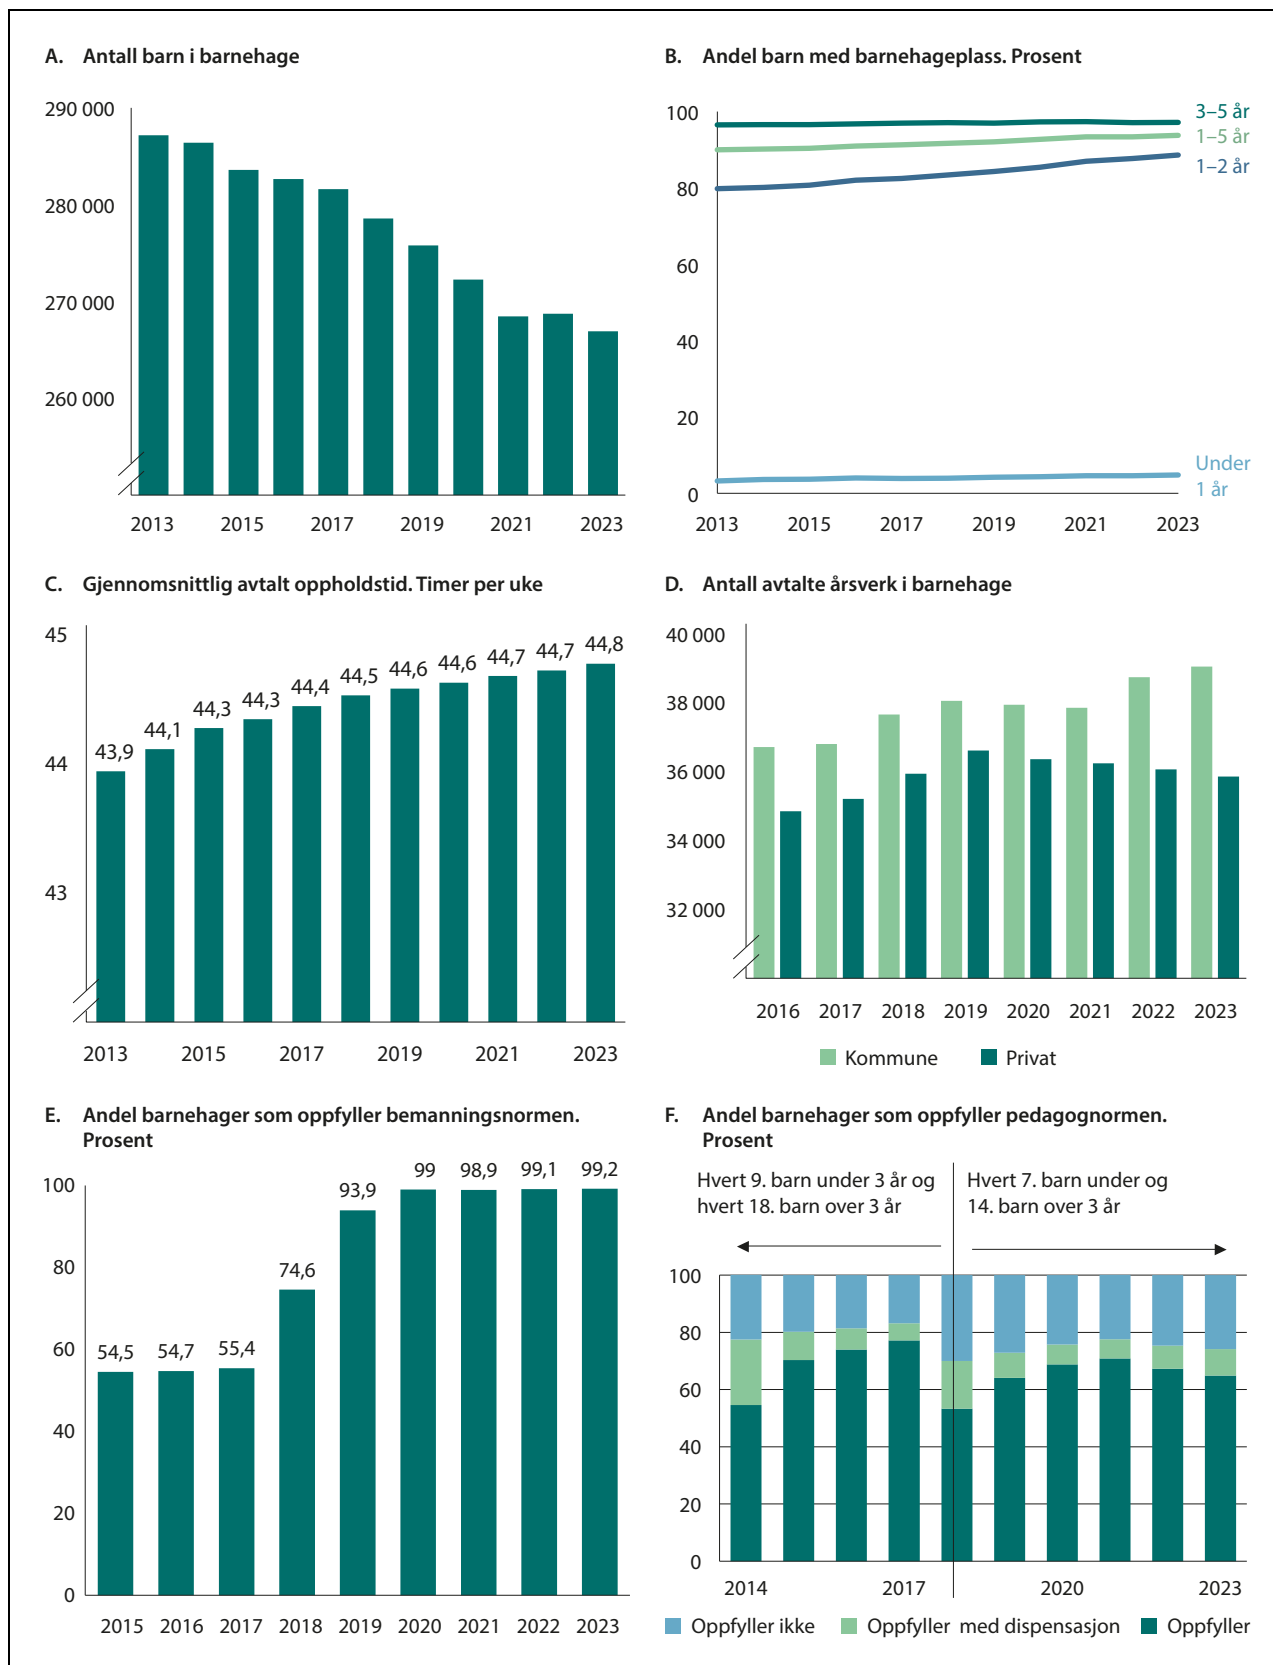 A. Antall barn i barnehage
290 000
280 000
270 000
260 000
2013 2015 2017 2019 2021 2023
B. Andel barn med barnehageplass. Prosent
100
80
60
40
20
0
3–5 år
1–5 år
1–2 år
Under
1 år
2013 2015 2017 2019 2021 2023
C. Gjennomsnittlig avtalt oppholdstid. Timer per uke
45
44
43
43,9 44,1 44,3 44,3 44,4 44,5 44,6 44,6 44,7 44,7 44,8
2013 2015 2017 2019 2021 2023
D. Antall avtalte årsverk i barnehage
40 000
38 000
36 000
34 000
32 000
2016 2017 2018 2019 2020 2021 2022 2023
Kommune Privat
E. Andel barnehager som oppfyller bemanningsnormen.
Prosent
100
80
60
40
20
0
54,5 54,7 55,4 74,6 93,9 99 98,9 99,1 99,2
2015 2016 2017 2018 2019 2020 2021 2022 2023
F. Andel barnehager som oppfyller pedagognormen.
Prosent
Hvert 9. barn under 3 år og
hvert 18. barn over 3 år
Hvert 7. barn under og
14. barn over 3 år
100
80
60
40
20
0
2014 2017 2020 2023
Oppfyller ikke Oppfyller med dispensasjon Oppfyller